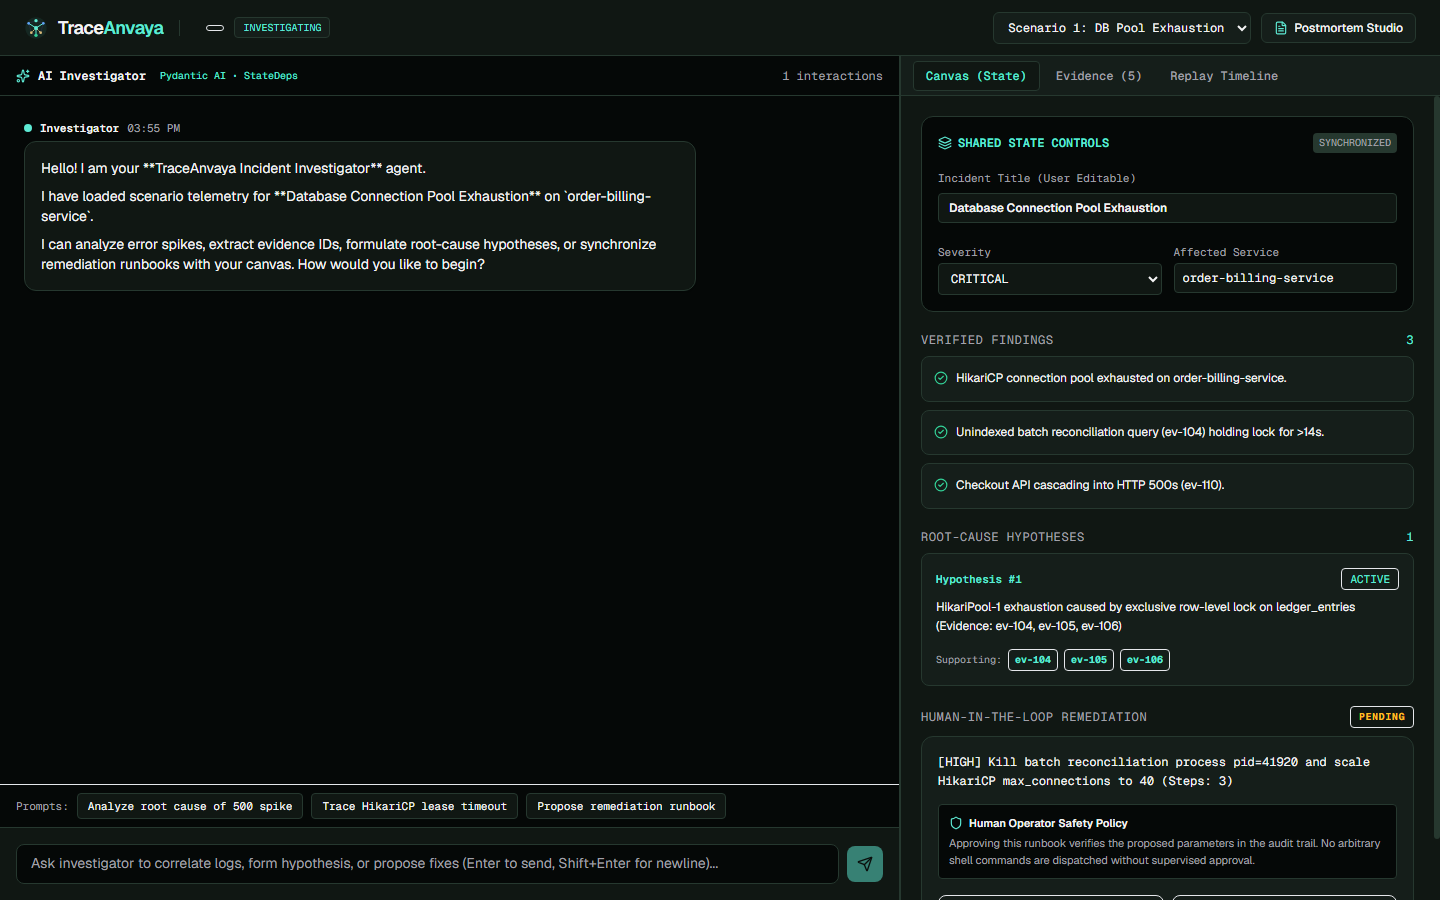 TraceAnvaya
INVESTIGATING
Scenario 1: DB Pool Exhaustion
Postmortem Studio
AI Investigator
Pydantic AI · StateDeps
1 interactions
Canvas (State)
Evidence (5)
Replay Timeline
Investigator 03:55 PM
Hello! I am your **TraceAnvaya Incident Investigator** agent.
I have loaded scenario telemetry for **Database Connection Pool Exhaustion** on `order-billing-
service`.
I can analyze error spikes, extract evidence IDs, formulate root-cause hypotheses, or synchronize
remediation runbooks with your canvas. How would you like to begin?
Prompts:
Analyze root cause of 500 spike
Trace HikariCP lease timeout
Propose remediation runbook
Ask investigator to correlate logs, form hypothesis, or propose fixes (Enter to send, Shift+Enter for newline)...
SHARED STATE CONTROLS
SYNCHRONIZED
Incident Title (User Editable)
Database Connection Pool Exhaustion
Severity
Affected Service
CRITICAL
order-billing-service
VERIFIED FINDINGS
3
HikariCP connection pool exhausted on order-billing-service.
Unindexed batch reconciliation query (ev-104) holding lock for >14s.
Checkout API cascading into HTTP 500s (ev-110).
ROOT-CAUSE HYPOTHESES
1
Hypothesis #1
ACTIVE
HikariPool-1 exhaustion caused by exclusive row-level lock on ledger_entries
(Evidence: ev-104, ev-105, ev-106)
Supporting: ev-104 ev-105 ev-106
HUMAN-IN-THE-LOOP REMEDIATION
PENDING
[HIGH] Kill batch reconciliation process pid=41920 and scale
HikariCP max_connections to 40 (Steps: 3)
Human Operator Safety Policy
Approving this runbook verifies the proposed parameters in the audit trail. No arbitrary
shell commands are dispatched without supervised approval.